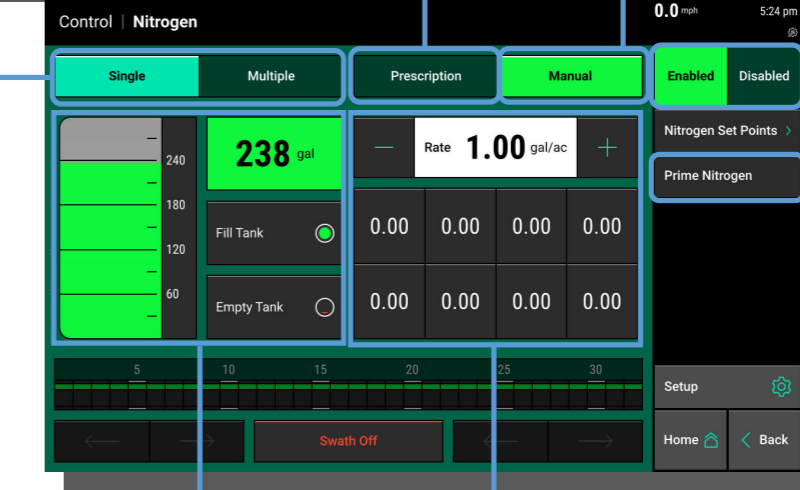 Control | Nitrogen
0.0 mph 5:24 pm
Single Multiple Prescription Manual Enabled Disabled
240
180
120
60
238 gal
Fill Tank
Empty Tank
− Rate 1.00 gal/ac +
0.00 0.00 0.00 0.00
0.00 0.00 0.00 0.00
Nitrogen Set Points >
Prime Nitrogen
5 10 15 20 25 30
Swath Off
Setup
Home < Back